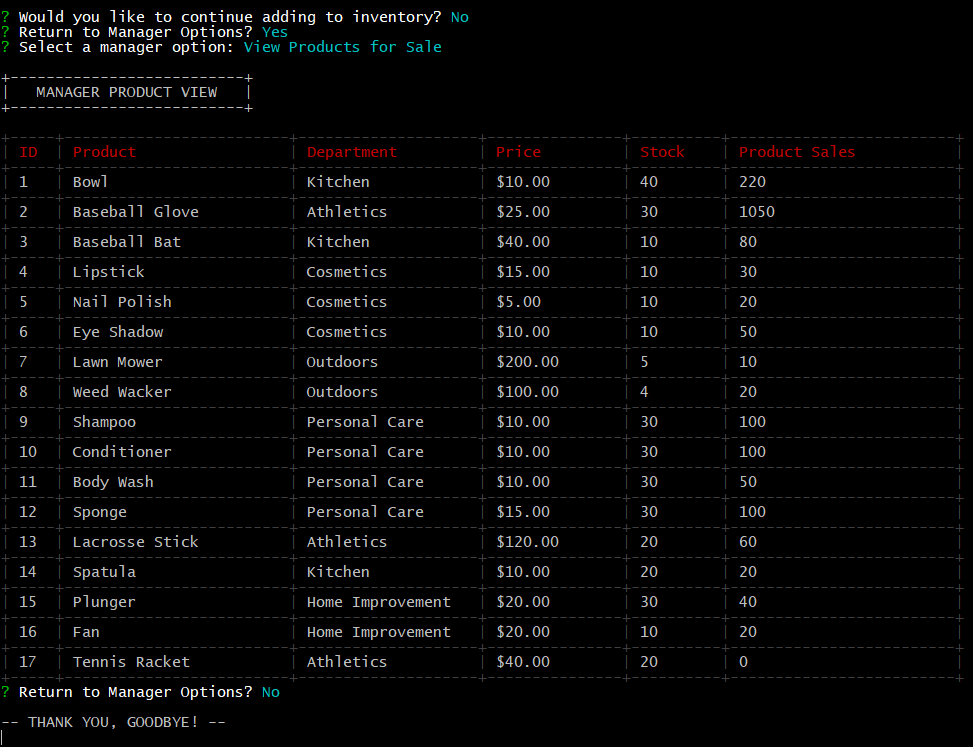 ? Would you like to continue adding to inventory? No
? Return to Manager Options? Yes
? Select a manager option: View Products for Sale
MANAGER PRODUCT VIEW
ID Product Department Price Stock Product Sales
1 Bowl Kitchen $10.00 40 220
2 Baseball Glove Athletics $25.00 30 1050
3 Baseball Bat Kitchen $40.00 10 80
4 Lipstick Cosmetics $15.00 10 30
5 Nail Polish Cosmetics $5.00 10 20
6 Eye Shadow Cosmetics $10.00 10 50
7 Lawn Mower Outdoors $200.00 5 10
8 Weed Wacker Outdoors $100.00 4 20
9 Shampoo Personal Care $10.00 30 100
10 Conditioner Personal Care $10.00 30 100
11 Body Wash Personal Care $10.00 30 50
12 Sponge Personal Care $15.00 30 100
13 Lacrosse Stick Athletics $120.00 20 60
14 Spatula Kitchen $10.00 20 20
15 Plunger Home Improvement $20.00 30 40
16 Fan Home Improvement $20.00 10 20
17 Tennis Racket Athletics $40.00 20 0
? Return to Manager Options? No
-- THANK YOU, GOODBYE! --